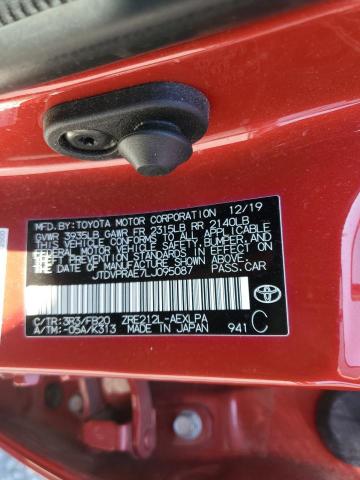 MFD.BY:TOYOTA MOTOR CORPORATION 12/19
GVWR 3935LB GAWR FR 2315LB RR 2140LB
THIS VEHICLE CONFORMS TO ALL APPLICABLE
FEDERAL MOTOR VEHICLE SAFETY, BUMPER, AND
THEFT PREVENTION STANDARDS IN EFFECT ON THE
DATE OF MANUFACTURE SHOWN ABOVE.
JTDVPRAE7LJ095087 PASS.CAR
C/TR:3R3/FB20 ZRE212L-AEXLPA
A/TM:-05A/K313 MADE IN JAPAN 941 C
TOYOTA